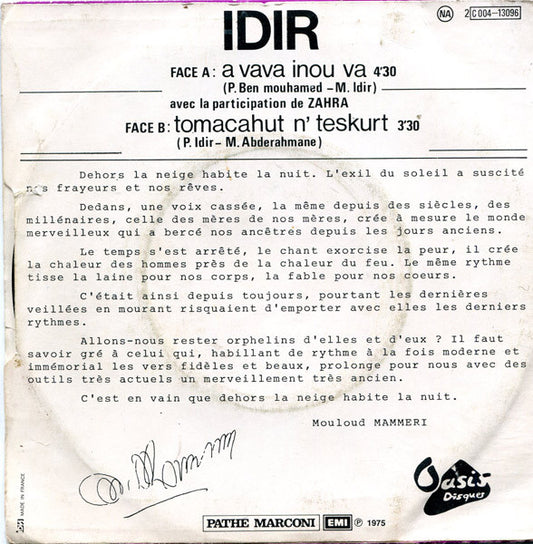 IDIR
NA 2C004-13096
FACE A : a vava inou va 4'30
(P. Ben mouhamed - M. Idir)
avec la participation de ZAHRA
FACE B : tomacahut n' teskurt 3'30
(P. Idir - M. Abderahmane)
Dehors la neige habite la nuit. L'exil du soleil a suscité
nos frayeurs et nos rêves.
Dedans, une voix cassée, la même depuis des siècles, des
millénaires, celle des mères de nos mères, crée à mesure le monde
merveilleux qui a bercé nos ancêtres depuis les jours anciens.
Le temps s'est arrêté, le chant exorcise la peur, il crée
la chaleur des hommes près de la chaleur du feu. Le même rythme
tisse la laine pour nos corps, la fable pour nos coeurs.
C'était ainsi depuis toujours, pourtant les dernières
veillées en mourant risquaient d'emporter avec elles les derniers
rythmes.
Allons-nous rester orphelins d'elles et d'eux ? Il faut
savoir gré à celui qui, habillant de rythme à la fois moderne et
immémorial les vers fidèles et beaux, prolonge pour nous avec des
outils très actuels un merveillement très ancien.
C'est en vain que dehors la neige habite la nuit.
Mouloud MAMMERI
Oasis
Disques
EMI MADE IN FRANCE
PATHE MARCONI EMI ℗ 1975